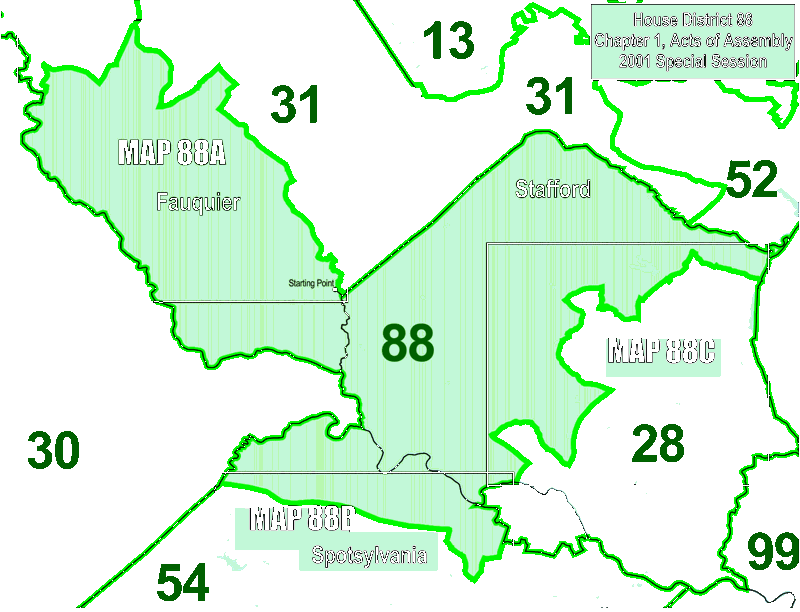 House District 88
Chapter 1, Acts of Assembly
2001 Special Session
13
31
31
MAP 88A
52
Stafford
Fauquier
Starting Point
88
MAP 88C
30
28
MAP 88B
Spotsylvania
99
54